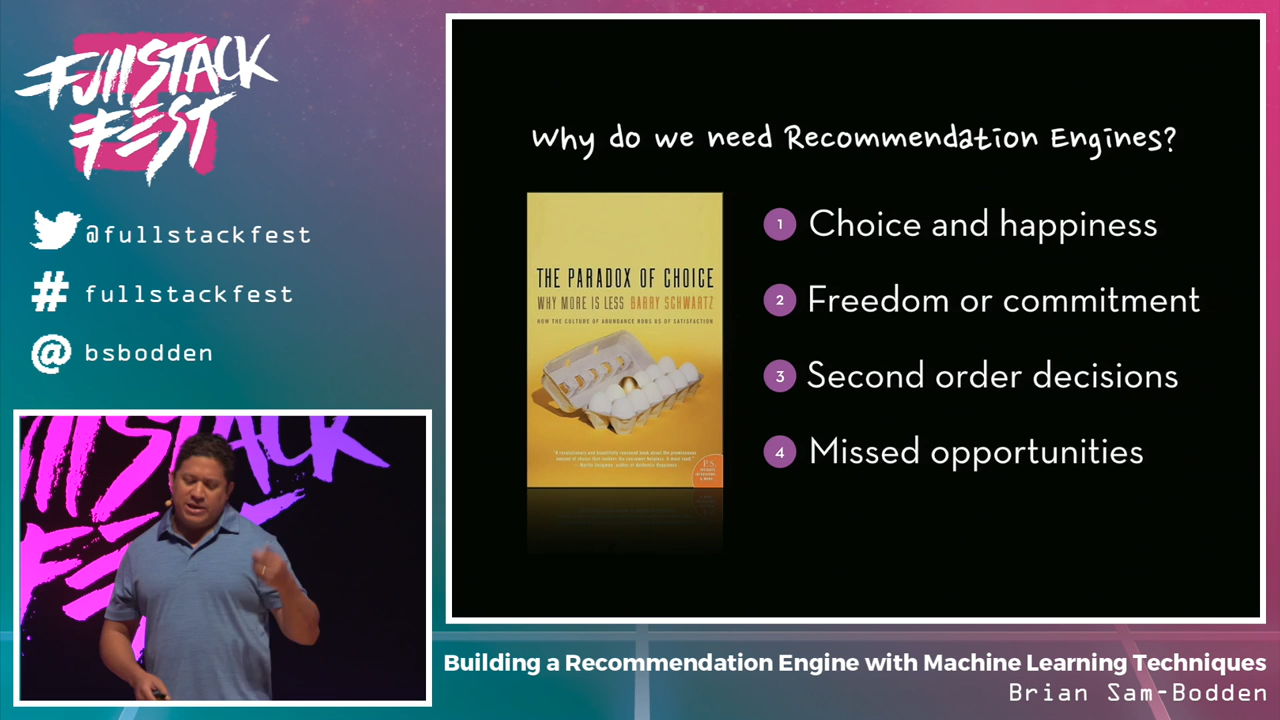 FullSTACK
FEST
@fullstackfest
# fullstackfest
@ bsbodden
Why do we need Recommendation Engines?
THE PARADOX OF CHOICE
WHY MORE IS LESS BARRY SCHWARTZ
HOW THE CULTURE OF ABUNDANCE ROBS US OF SATISFACTION
P.S.
1 Choice and happiness
2 Freedom or commitment
3 Second order decisions
4 Missed opportunities
Building a Recommendation Engine with Machine Learning Techniques
Brian Sam-Bodden